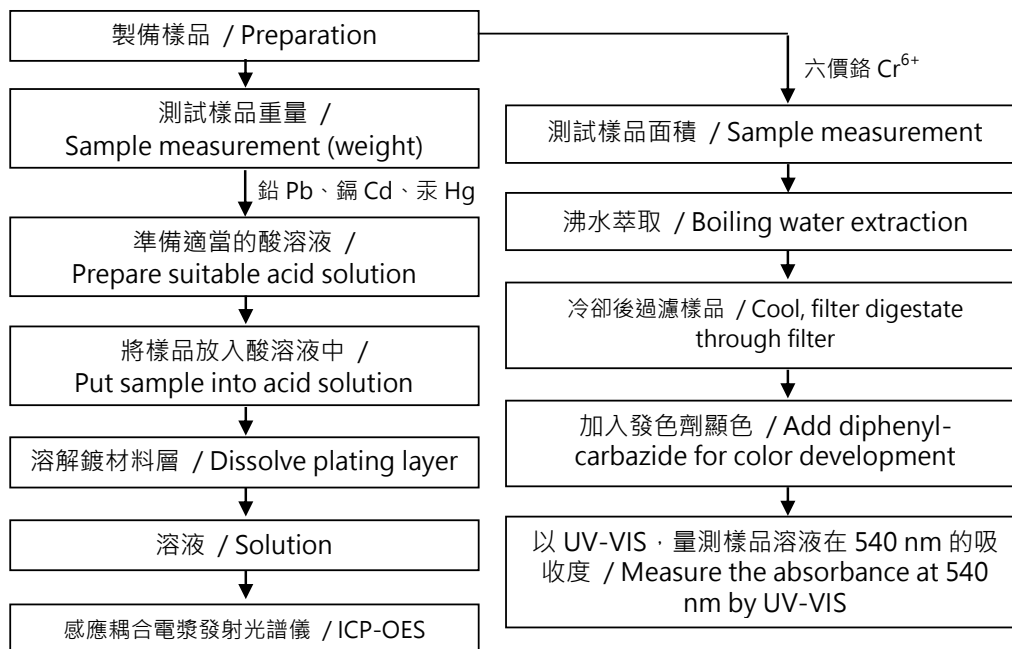 製備樣品 / Preparation
測試樣品重量 /
Sample measurement (weight)
鉛 Pb、鎘 Cd、汞 Hg
準備適當的酸溶液 /
Prepare suitable acid solution
將樣品放入酸溶液中 /
Put sample into acid solution
溶解鍍材料層 / Dissolve plating layer
溶液 / Solution
感應耦合電漿發射光譜儀 / ICP-OES
六價鉻 Cr⁶⁺
測試樣品面積 / Sample measurement
沸水萃取 / Boiling water extraction
冷卻後過濾樣品 / Cool, filter digestate
through filter
加入發色劑顯色 / Add diphenyl-
carbazide for color development
以 UV-VIS，量測樣品溶液在 540 nm 的吸
收度 / Measure the absorbance at 540
nm by UV-VIS